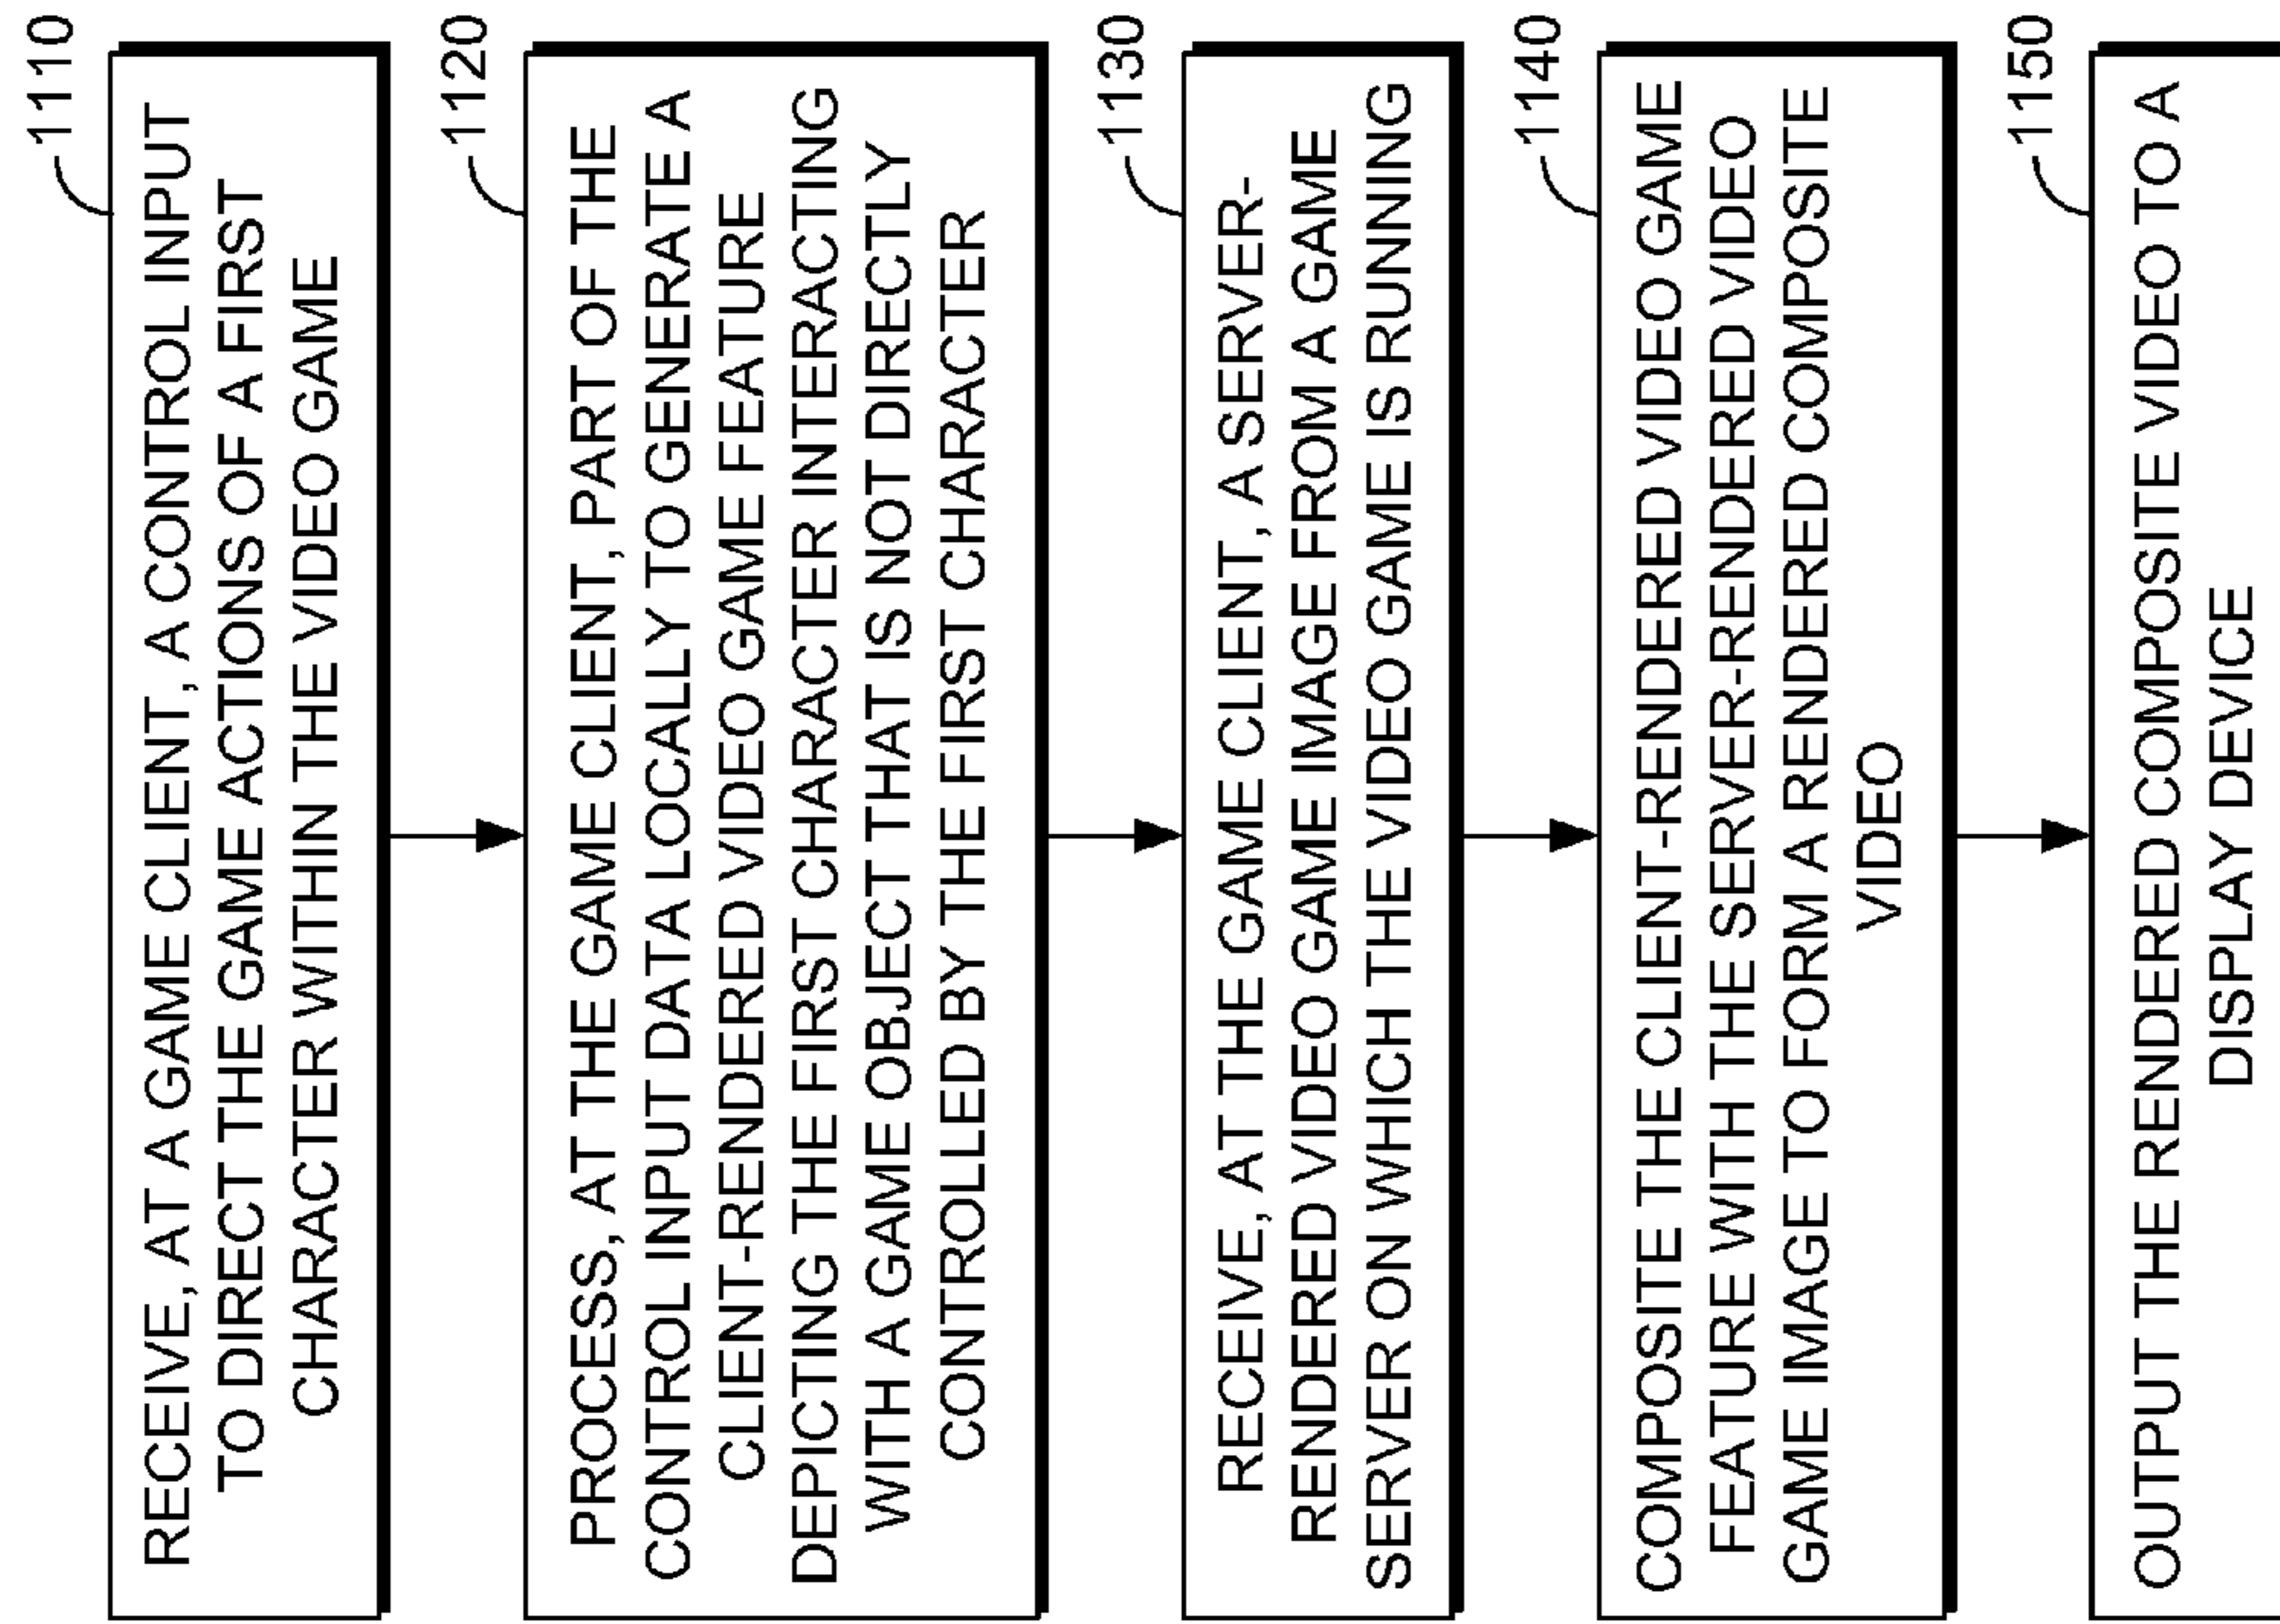 1110
RECEIVE, AT A GAME CLIENT, A CONTROL INPUT
TO DIRECT THE GAME ACTIONS OF A FIRST
CHARACTER WITHIN THE VIDEO GAME
1120
PROCESS, AT THE GAME CLIENT, PART OF THE
CONTROL INPUT DATA LOCALLY TO GENERATE A
CLIENT-RENDERED VIDEO GAME FEATURE
DEPICTING THE FIRST CHARACTER INTERACTING
WITH A GAME OBJECT THAT IS NOT DIRECTLY
CONTROLLED BY THE FIRST CHARACTER
1130
RECEIVE, AT THE GAME CLIENT, A SERVER-
RENDERED VIDEO GAME IMAGE FROM A GAME
SERVER ON WHICH THE VIDEO GAME IS RUNNING
1140
COMPOSITE THE CLIENT-RENDERED VIDEO GAME
FEATURE WITH THE SERVER-RENDERED VIDEO
GAME IMAGE TO FORM A RENDERED COMPOSITE
VIDEO
1150
OUTPUT THE RENDERED COMPOSITE VIDEO TO A
DISPLAY DEVICE